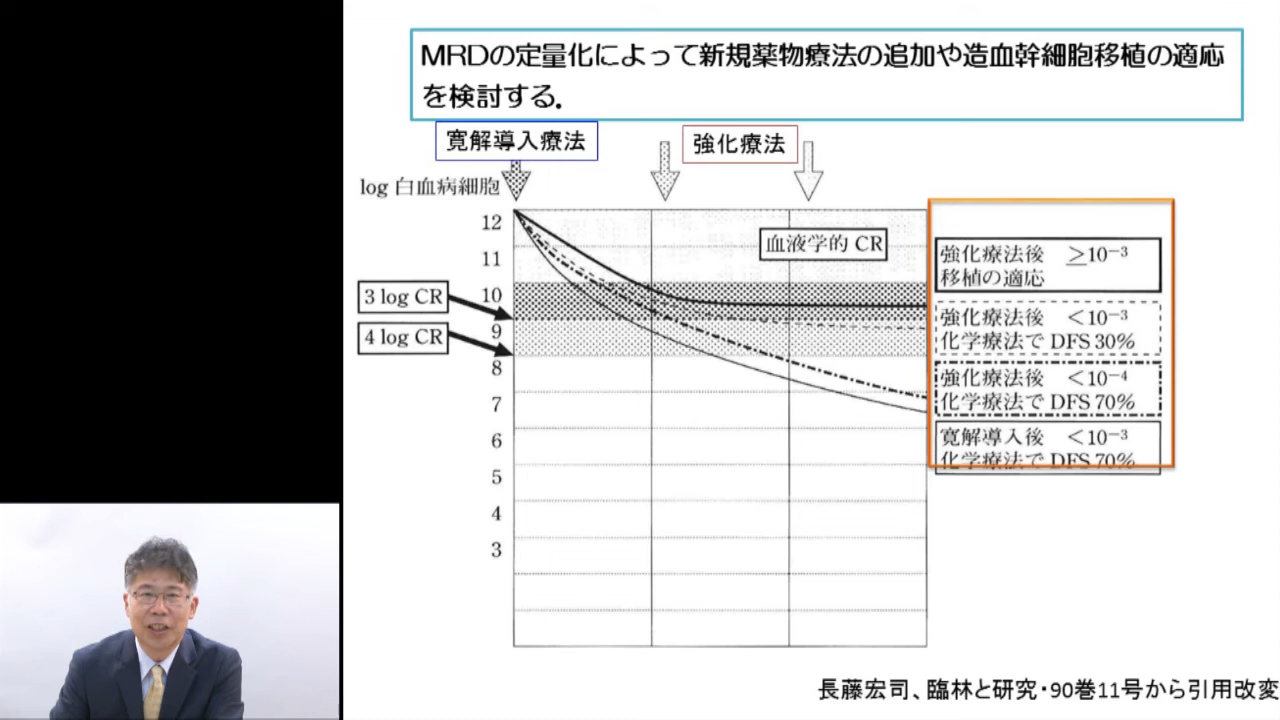 MRDの定量化によって新規薬物療法の追加や造血幹細胞移植の適応
を検討する.
寛解導入療法
強化療法
log 白血病細胞
12
11
10
9
8
7
6
5
4
3
血液学的 CR
3 log CR
4 log CR
強化療法後 ≥10⁻³
移植の適応
強化療法後 <10⁻³
化学療法で DFS 30%
強化療法後 <10⁻⁴
化学療法で DFS 70%
寛解導入後 <10⁻³
化学療法で DFS 70%
長藤宏司、臨林と研究・90巻11号から引用改変